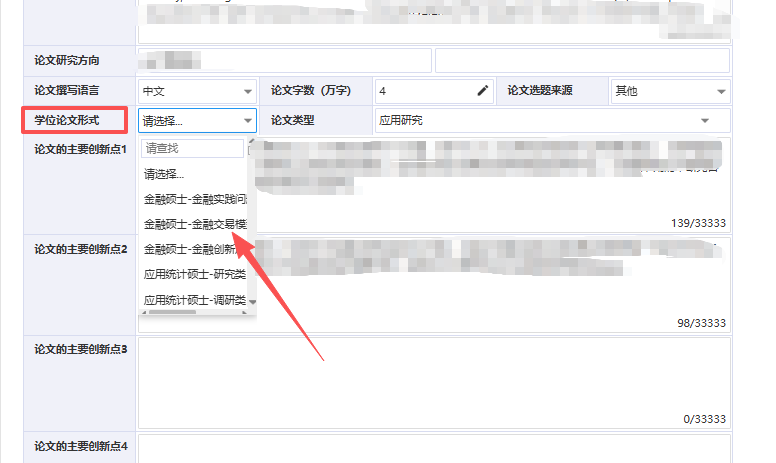 论文研究方向
论文撰写语言 中文 论文字数（万字） 4 论文选题来源 其他
学位论文形式 请选择... 论文类型 应用研究
请查找
论文的主要创新点1
请选择...
金融硕士-金融实践问
金融硕士-金融交易模
139/33333
论文的主要创新点2 金融硕士-金融创新
应用统计硕士-研究类
应用统计硕士-调研类
98/33333
论文的主要创新点3
0/33333
论文的主要创新点4